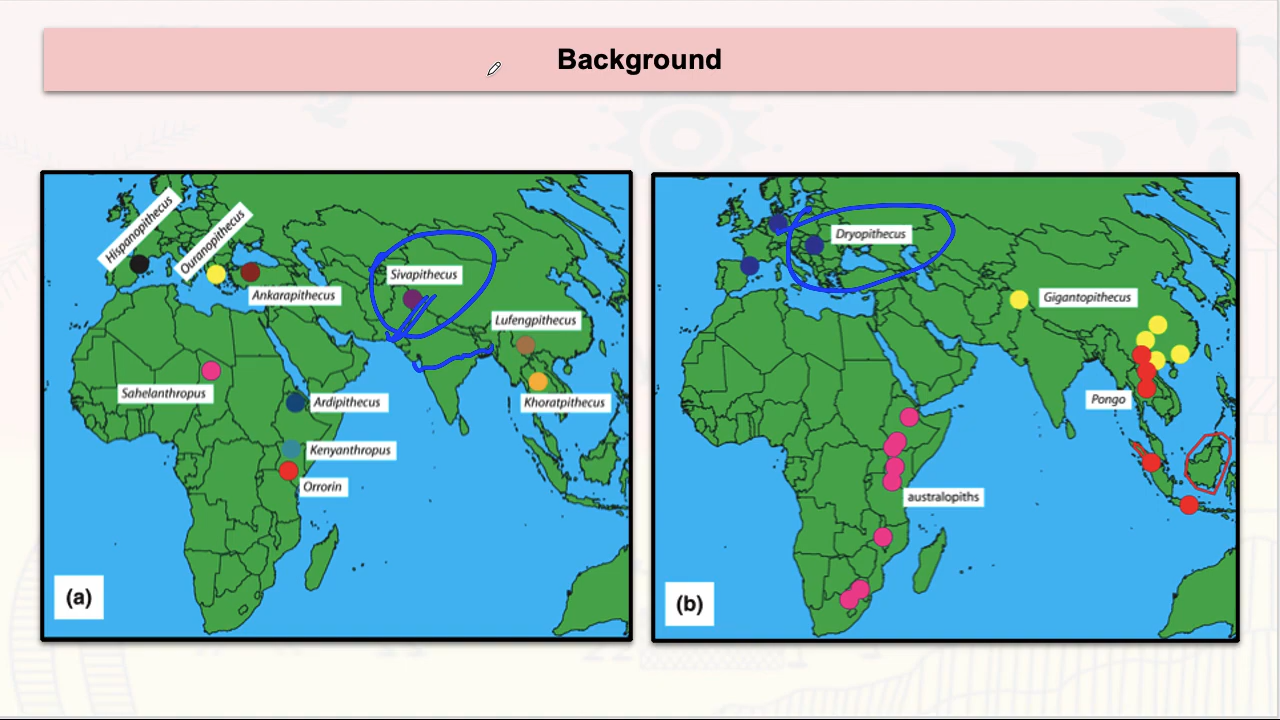 Background
Hispanopithecus
Ouranopithecus
Ankarapithecus
Sivapithecus
Lufengpithecus
Khoratpithecus
Sahelanthropus
Ardipithecus
Kenyanthropus
Orrorin
(a)
Dryopithecus
Gigantopithecus
Pongo
australopiths
(b)